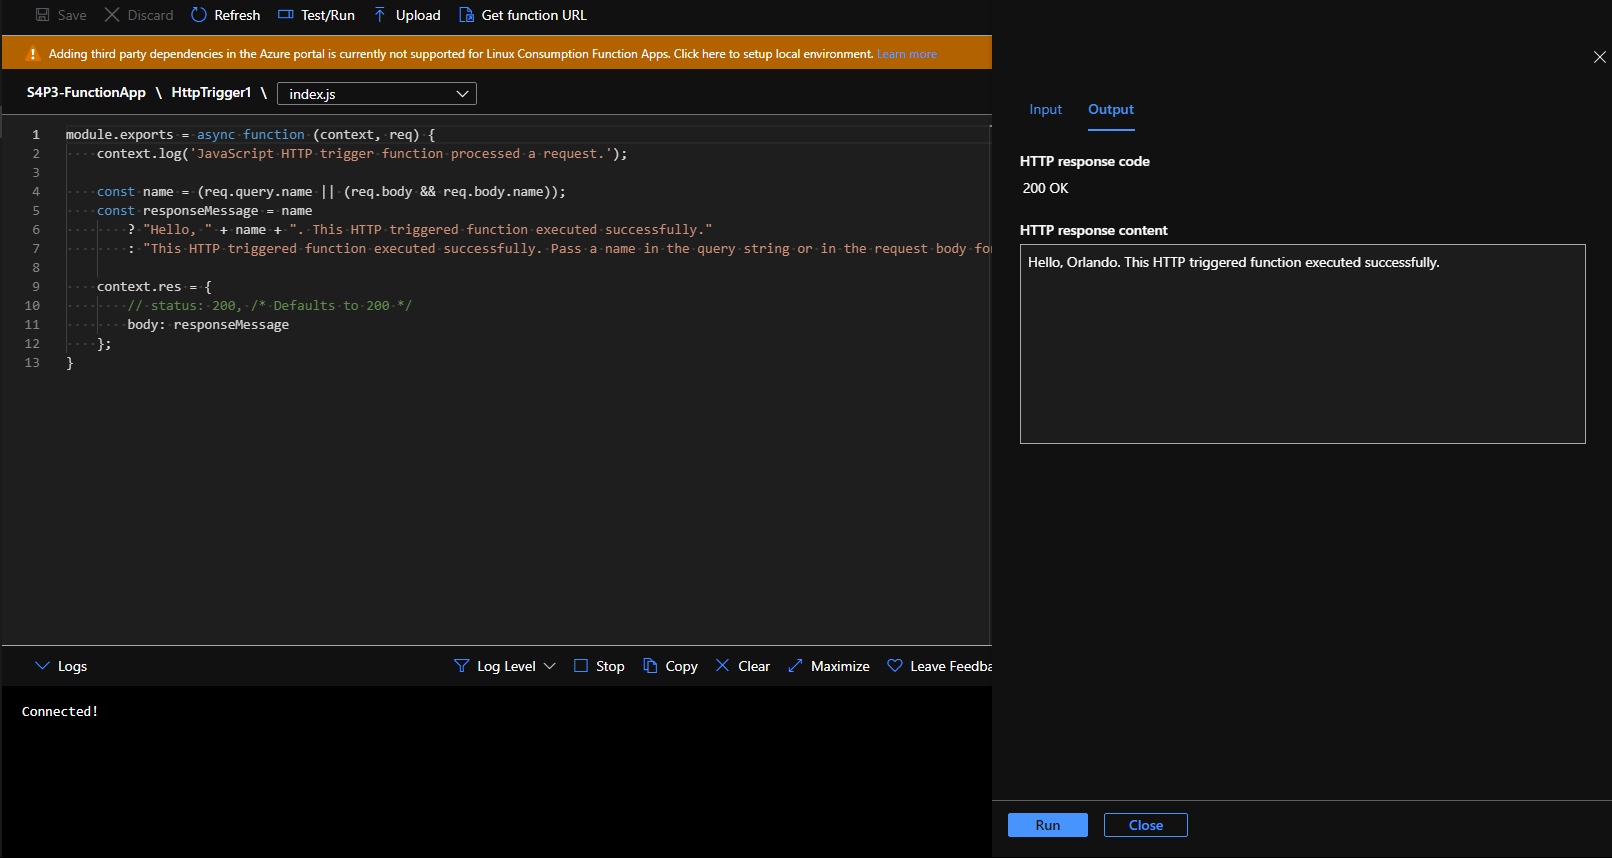 Save Discard Refresh Test/Run Upload Get function URL
Adding third party dependencies in the Azure portal is currently not supported for Linux Consumption Function Apps. Click here to setup local environment. Learn more
S4P3-FunctionApp \ HttpTrigger1 \ index.js
1 module.exports = async function (context, req) {
2 context.log('JavaScript HTTP trigger function processed a request.');
3
4 const name = (req.query.name || (req.body && req.body.name));
5 const responseMessage = name
6 ? "Hello, " + name + ". This HTTP triggered function executed successfully."
7 : "This HTTP triggered function executed successfully. Pass a name in the query string or in the request body fo
8
9 context.res = {
10 // status: 200, /* Defaults to 200 */
11 body: responseMessage
12 };
13 }
Logs Log Level Stop Copy Clear Maximize Leave Feedba
Connected!
Input Output
HTTP response code
200 OK
HTTP response content
Hello, Orlando. This HTTP triggered function executed successfully.
Run Close